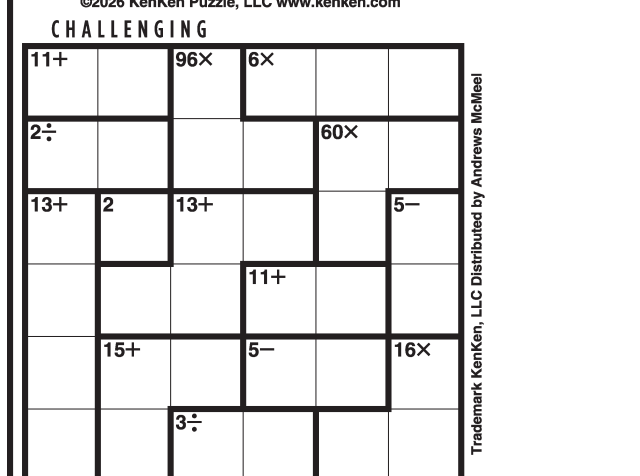 ©2026 KenKen Puzzle, LLC www.kenken.com
CHALLENGING
11+ 96× 6×
2÷ 60×
13+ 2 13+ 5−
11+
15+ 5− 16×
3÷
Trademark KenKen, LLC Distributed by Andrews McMeel